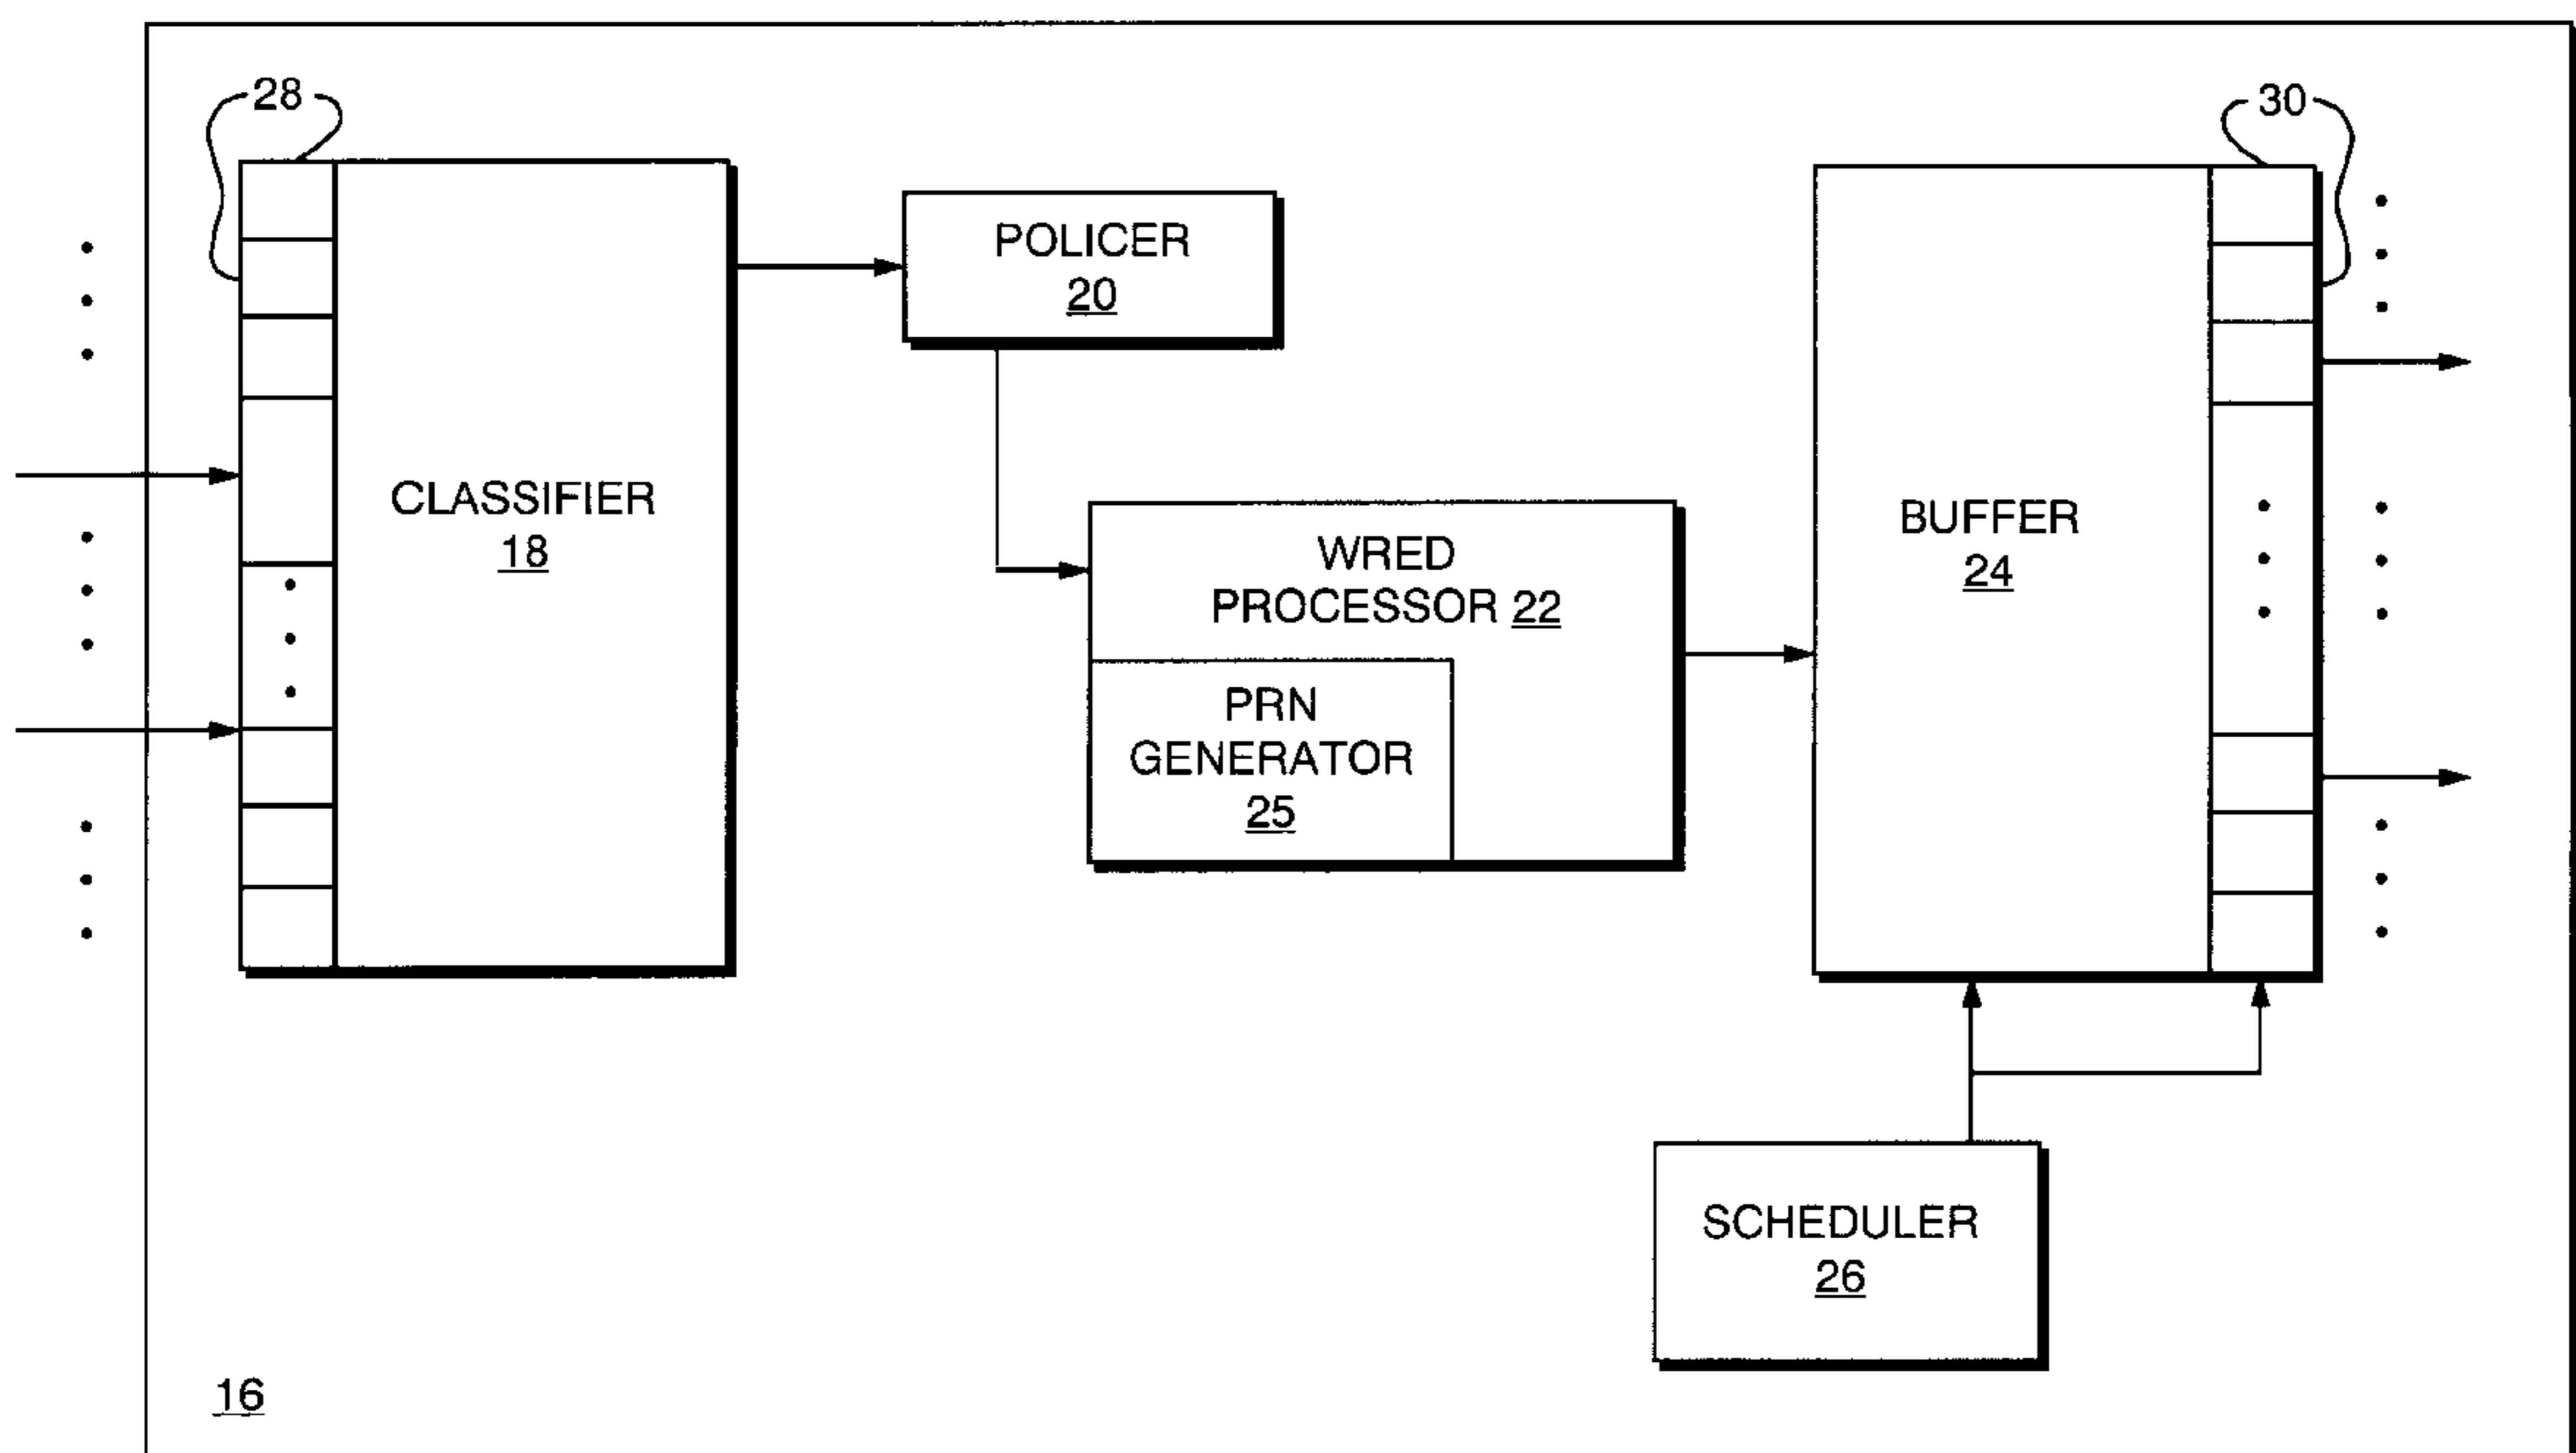 28
30
POLICER
20
CLASSIFIER
18
WRED
PROCESSOR 22
PRN
GENERATOR
25
BUFFER
24
SCHEDULER
26
16